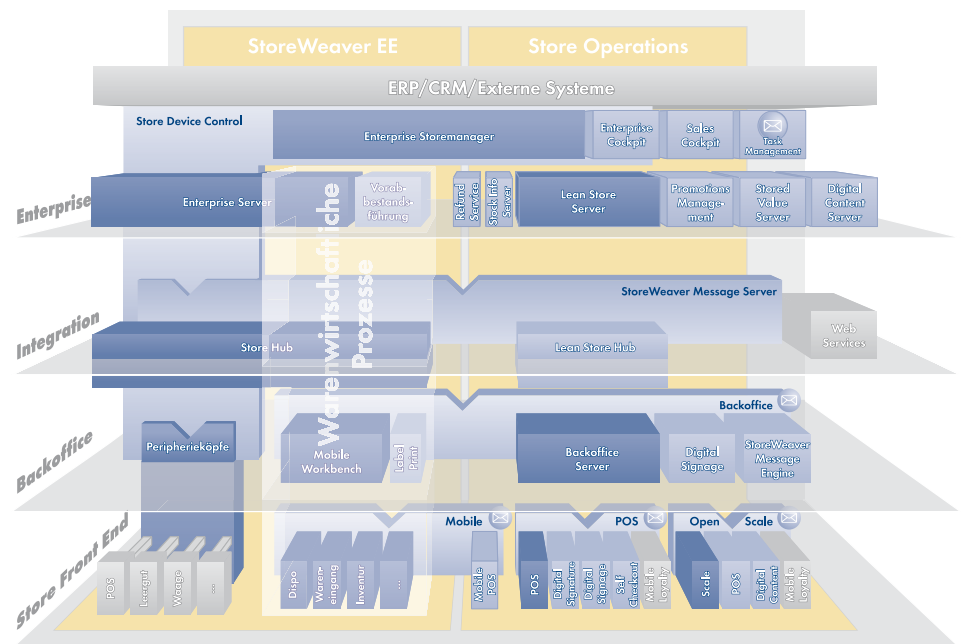 StoreWeaver EE
Store Operations
ERP/CRM/Externe Systeme
Store Device Control
Enterprise Storemanager
Enterprise
Cockpit
Sales
Cockpit
Task
Management
Enterprise
Enterprise Server
Vorab-
bestands-
führung
Refund
Service
Stock Info
Server
Lean Store
Server
Promotions
Manage-
ment
Stored
Value
Server
Digital
Content
Server
Warenwirtschaftliche
Prozesse
Integration
StoreWeaver Message Server
Store Hub
Lean Store Hub
Web
Services
Backoffice
Backoffice
Peripherieköpfe
Mobile
Workbench
Label
Print
Backoffice
Server
Digital
Signage
StoreWeaver
Message
Engine
Store Front End
Mobile
POS
Open
Scale
POS
Leergut
Waage
...
Dispo
Waren-
eingang
Inventur
...
Mobile
POS
POS
Digital
Signature
Digital
Signage
Self
Checkout
Mobile
Loyalty
Scale
POS
Digital
Content
Mobile
Loyalty